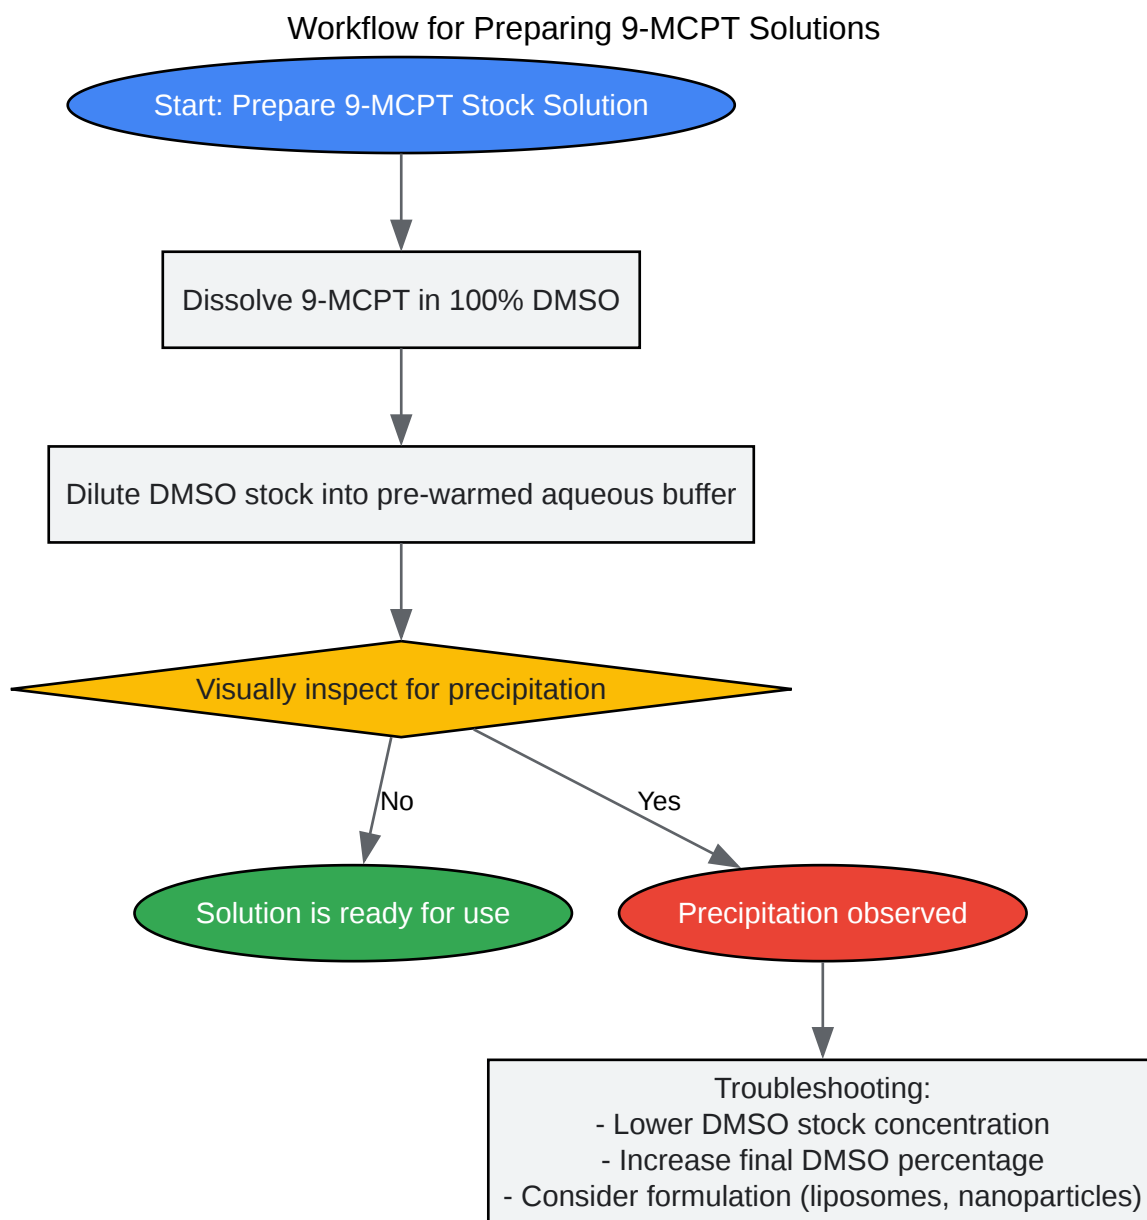 Workflow for Preparing 9-MCPT Solutions
Start: Prepare 9-MCPT Stock Solution
Dissolve 9-MCPT in 100% DMSO
Dilute DMSO stock into pre-warmed aqueous buffer
Visually inspect for precipitation
No
Yes
Solution is ready for use
Precipitation observed
Troubleshooting:
- Lower DMSO stock concentration
- Increase final DMSO percentage
- Consider formulation (liposomes, nanoparticles)